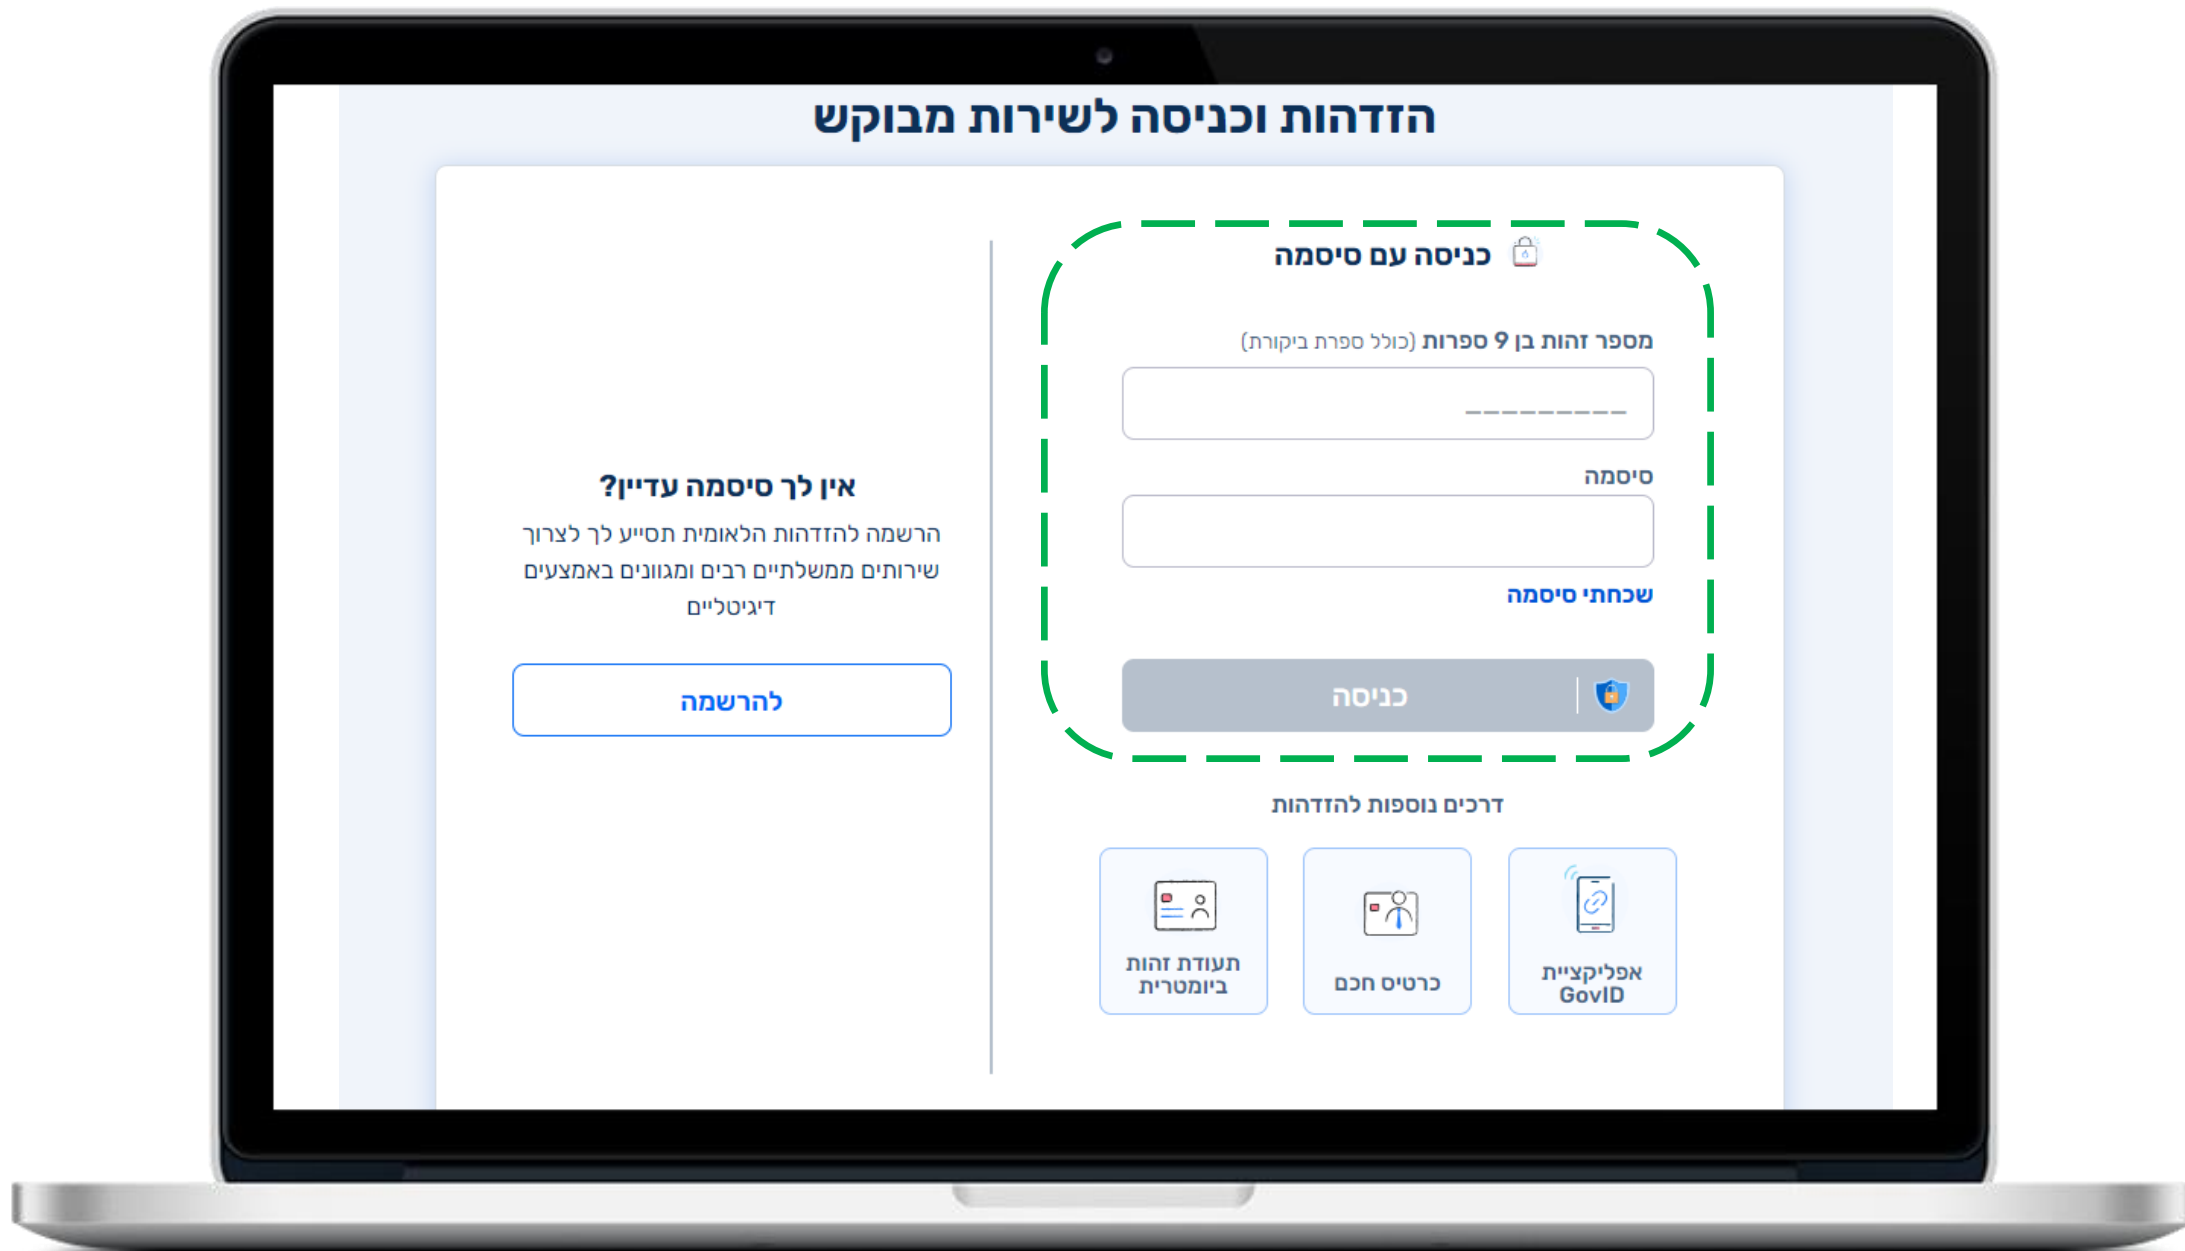 הזדהות וכניסה לשירות מבוקש
כניסה עם סיסמה
מספר זהות בן 9 ספרות (כולל ספרת ביקורת)
_________
סיסמה
שכחתי סיסמה
כניסה
דרכים נוספות להזדהות
אפליקציית
GovID
כרטיס חכם
תעודת זהות
ביומטרית
אין לך סיסמה עדיין?
הרשמה להזדהות הלאומית תסייע לך לצרוך
שירותים ממשלתיים רבים ומגוונים באמצעים
דיגיטליים
להרשמה